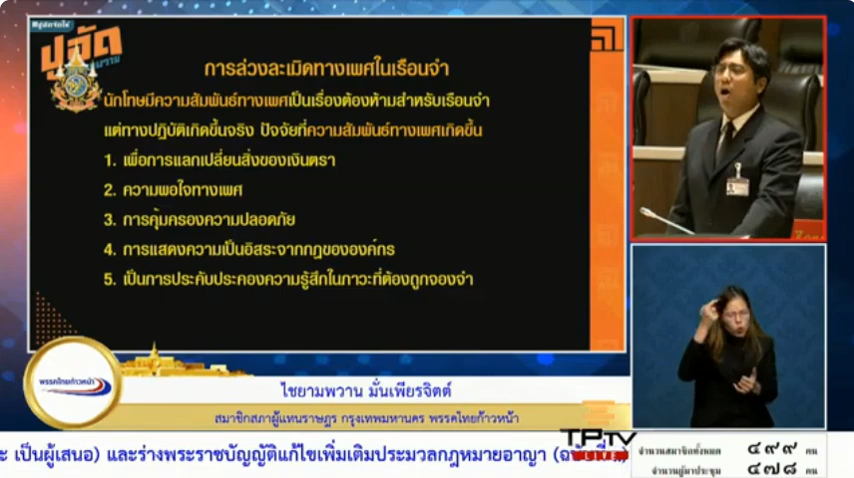 ปูอัด
การล่วงละเมิดทางเพศในเรือนจำ
นักโทษมีความสัมพันธ์ทางเพศเป็นเรื่องต้องห้ามสำหรับเรือนจำ
แต่ทางปฏิบัติเกิดขึ้นจริง ปัจจัยที่ความสัมพันธ์ทางเพศเกิดขึ้น
1. เพื่อการแลกเปลี่ยนสิ่งของเงินตรา
2. ความพอใจทางเพศ
3. การคุ้มครองความปลอดภัย
4. การแสดงความเป็นอิสระจากกฎขององค์กร
5. เป็นการประคับประคองความรู้สึกในภาวะที่ต้องถูกจองจำ
พรรคไทยก้าวหน้า
ไชยามพวาน มั่นเพียรจิตต์
สมาชิกสภาผู้แทนราษฎร กรุงเทพมหานคร พรรคไทยก้าวหน้า
TPTV
LIVE
ะ เป็นผู้เสนอ) และร่างพระราชบัญญัติแก้ไขเพิ่มเติมประมวลกฎหมายอาญา (ฉบับที่
จำนวนสมาชิกทั้งหมด ๔๙๙ คน
จำนวนผู้มาประชุม ๔๗๘ คน